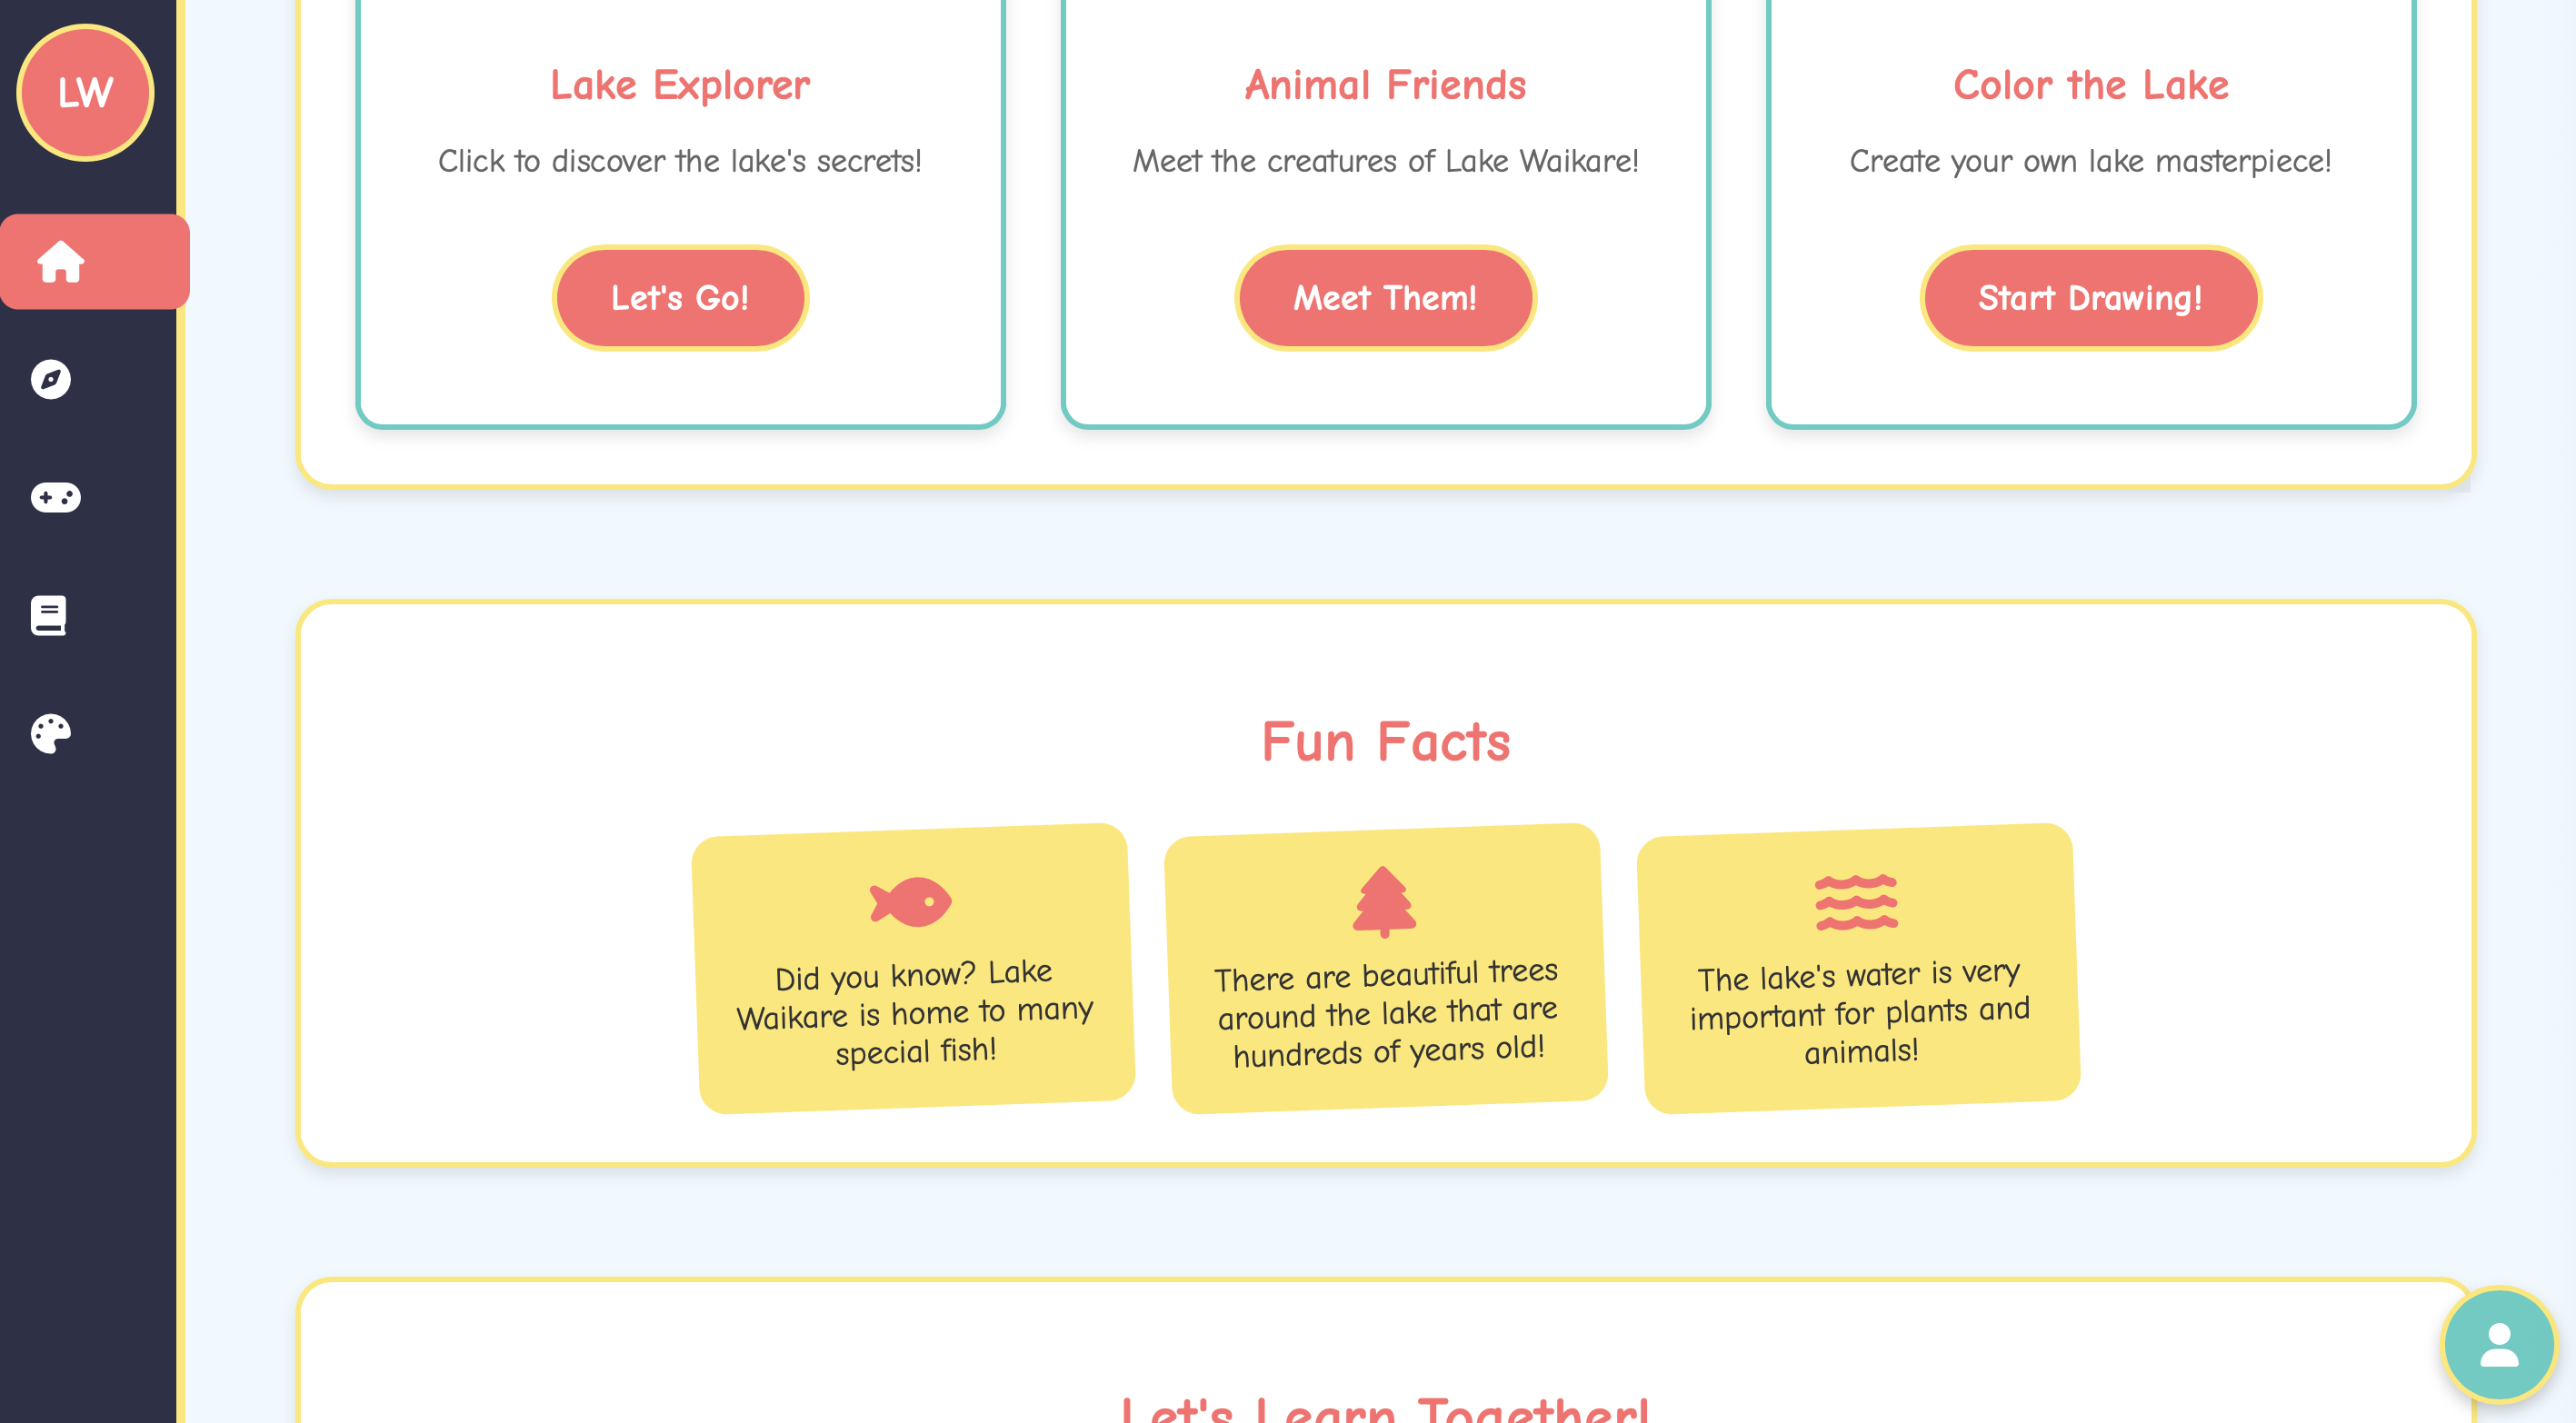 LW
Lake Explorer
Click to discover the lake's secrets!
Let's Go!
Animal Friends
Meet the creatures of Lake Waikare!
Meet Them!
Color the Lake
Create your own lake masterpiece!
Start Drawing!
Fun Facts
Did you know? Lake
Waikare is home to many
special fish!
There are beautiful trees
around the lake that are
hundreds of years old!
The lake's water is very
important for plants and
animals!
Let's Learn Together!